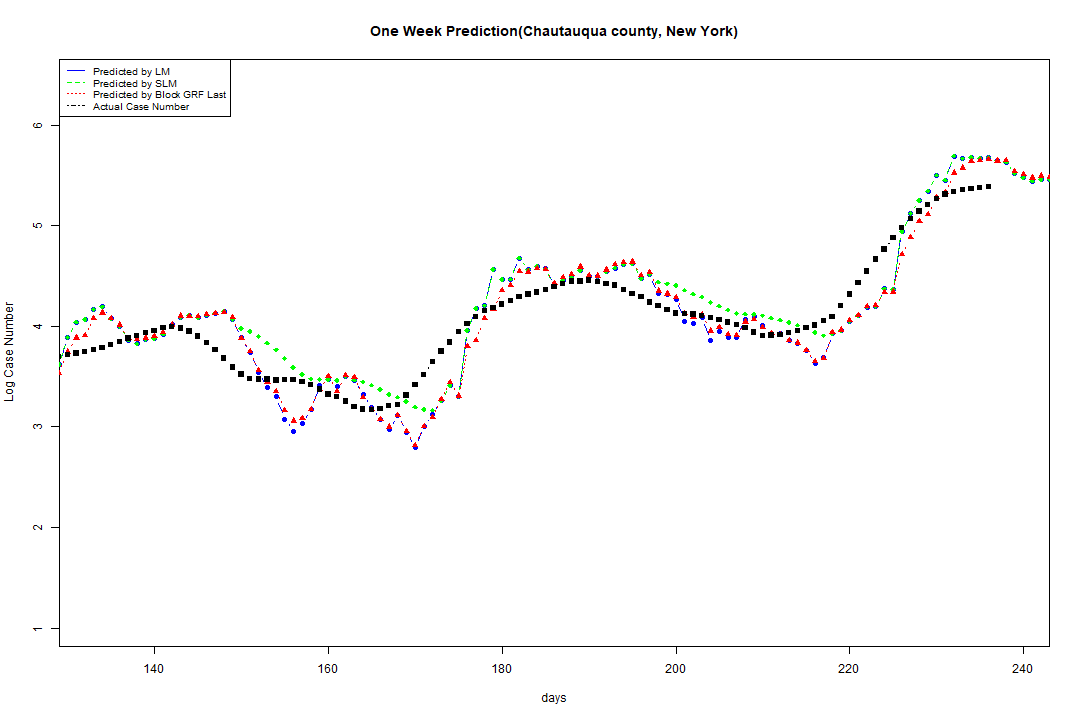 One Week Prediction(Chautauqua county, New York)
Predicted by LM
Predicted by SLM
Predicted by Block GRF Last
Actual Case Number
6
5
4
3
2
1
Log Case Number
140 160 180 200 220 240
days